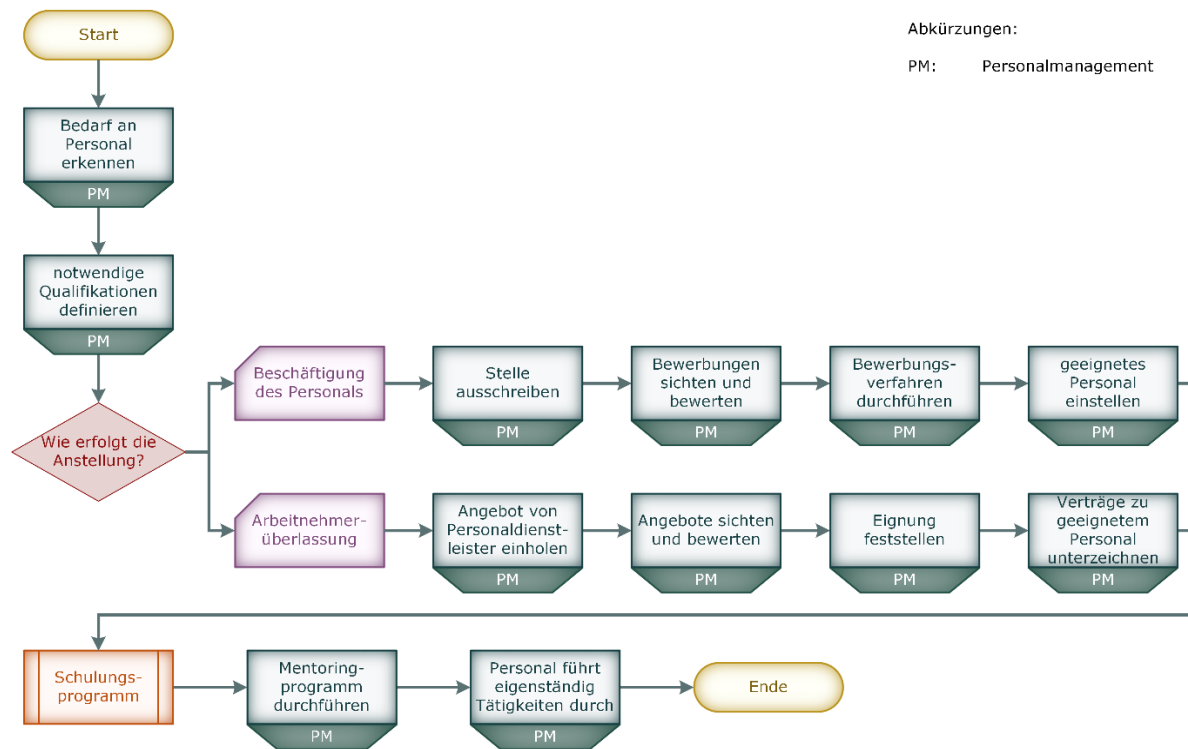 Start
Abkürzungen:
PM: Personalmanagement
Bedarf an
Personal
erkennen
PM
notwendige
Qualifikationen
definieren
PM
Wie erfolgt die
Anstellung?
Beschäftigung
des Personals
Stelle
ausschreiben
PM
Bewerbungen
sichten und
bewerten
PM
Bewerbungs-
verfahren
durchführen
PM
geeignetes
Personal
einstellen
PM
Arbeitnehmer-
überlassung
Angebot von
Personaldienst-
leister einholen
PM
Angebote sichten
und bewerten
PM
Eignung
feststellen
PM
Verträge zu
geeignetem
Personal
unterzeichnen
PM
Schulungs-
programm
Mentoring-
programm
durchführen
PM
Personal führt
eigenständig
Tätigkeiten durch
PM
Ende